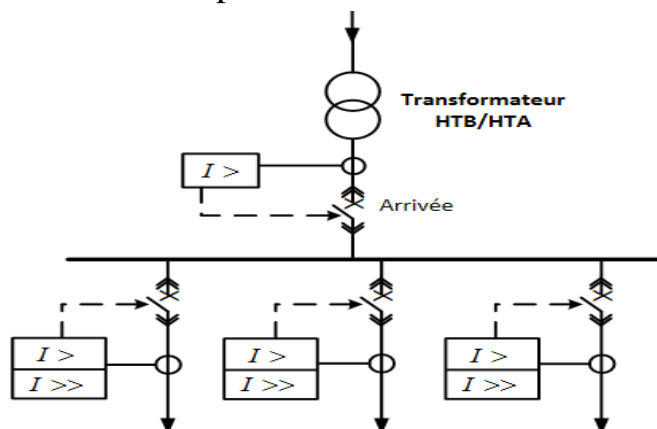 Transformateur
HTB/HTA
I >
Arrivée
I >
I >>
I >
I >>
I >
I >>